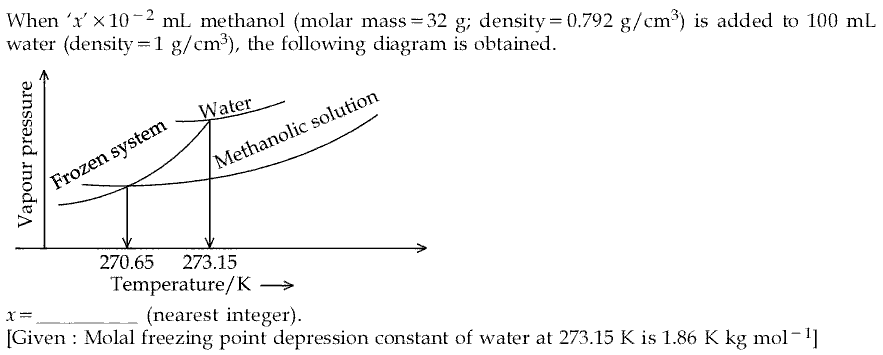 When ‘x’ × 10⁻² mL methanol (molar mass = 32 g; density = 0.792 g/cm³) is added to 100 mL
water (density = 1 g/cm³), the following diagram is obtained.
Vapour pressure
Frozen system
Water
Methanolic solution
270.65 273.15
Temperature/K →
x = ________ (nearest integer).
[Given : Molal freezing point depression constant of water at 273.15 K is 1.86 K kg mol⁻¹]